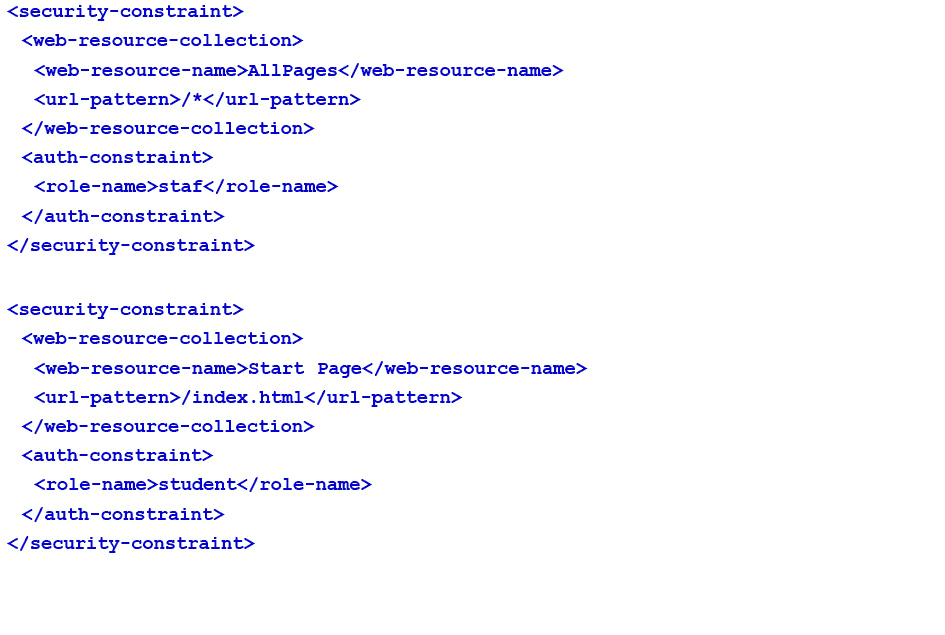 <security-constraint>
<web-resource-collection>
<web-resource-name>AllPages</web-resource-name>
<url-pattern>/*</url-pattern>
</web-resource-collection>
<auth-constraint>
<role-name>staf</role-name>
</auth-constraint>
</security-constraint>
<security-constraint>
<web-resource-collection>
<web-resource-name>Start Page</web-resource-name>
<url-pattern>/index.html</url-pattern>
</web-resource-collection>
<auth-constraint>
<role-name>student</role-name>
</auth-constraint>
</security-constraint>